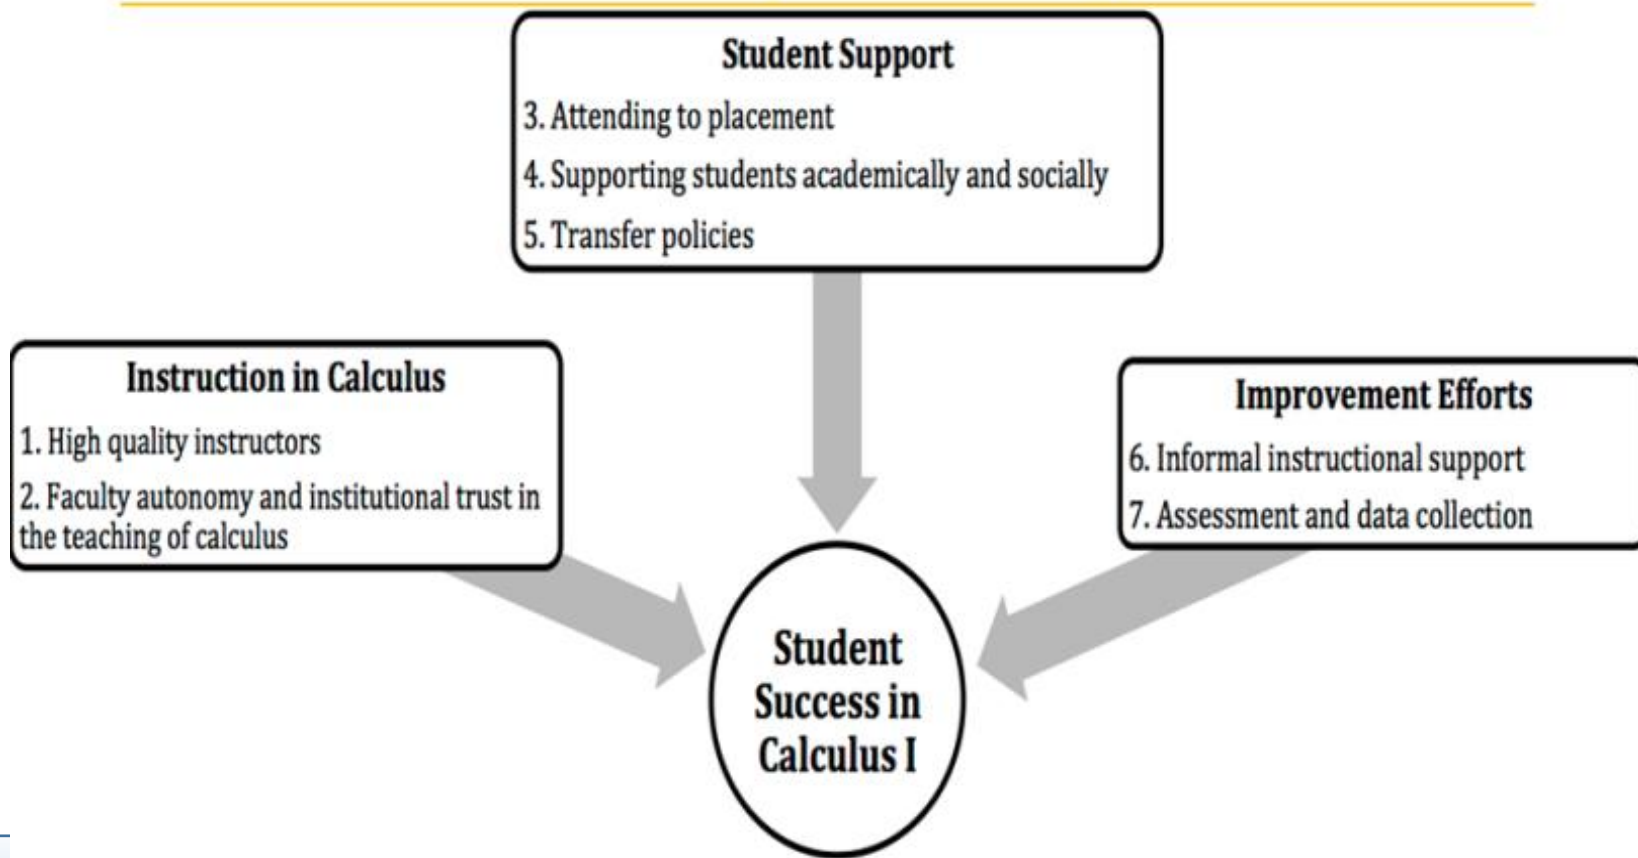 Student Support
3. Attending to placement
4. Supporting students academically and socially
5. Transfer policies
Instruction in Calculus
1. High quality instructors
2. Faculty autonomy and institutional trust in
the teaching of calculus
Improvement Efforts
6. Informal instructional support
7. Assessment and data collection
Student
Success in
Calculus I